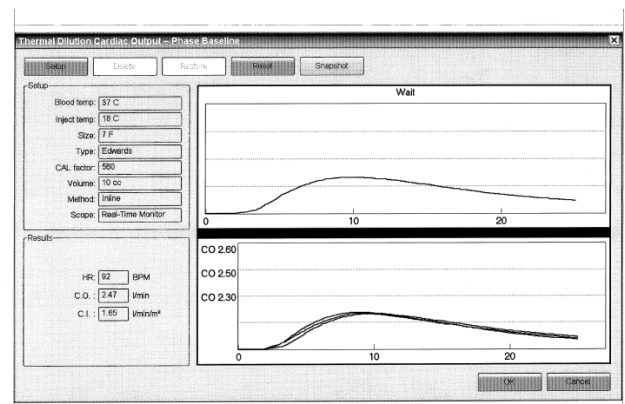 Thermal Dilution Cardiac Output – Phase Baseline
Setup Delete Restore Reset Snapshot
Setup
Blood temp: 37 C
Inject temp: 18 C
Size: 7 F
Type: Edwards
CAL factor: 560
Volume: 10 cc
Method: Inline
Scope: Real-Time Monitor
Wait
0 10 20
Results
HR: 92 BPM
C.O. : 2.47 l/min
C.I. : 1.65 l/min/m²
CO 2.60
CO 2.50
CO 2.30
0 10 20
OK Cancel